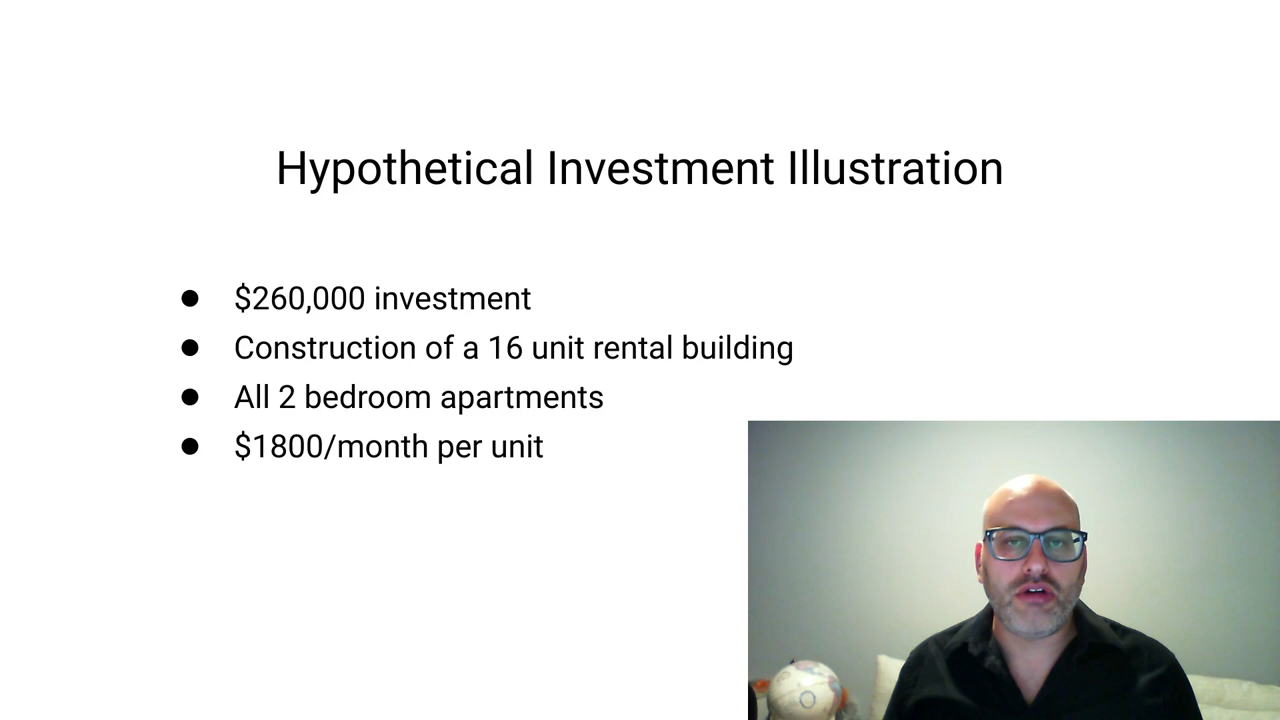 Hypothetical Investment Illustration
● $260,000 investment
● Construction of a 16 unit rental building
● All 2 bedroom apartments
● $1800/month per unit